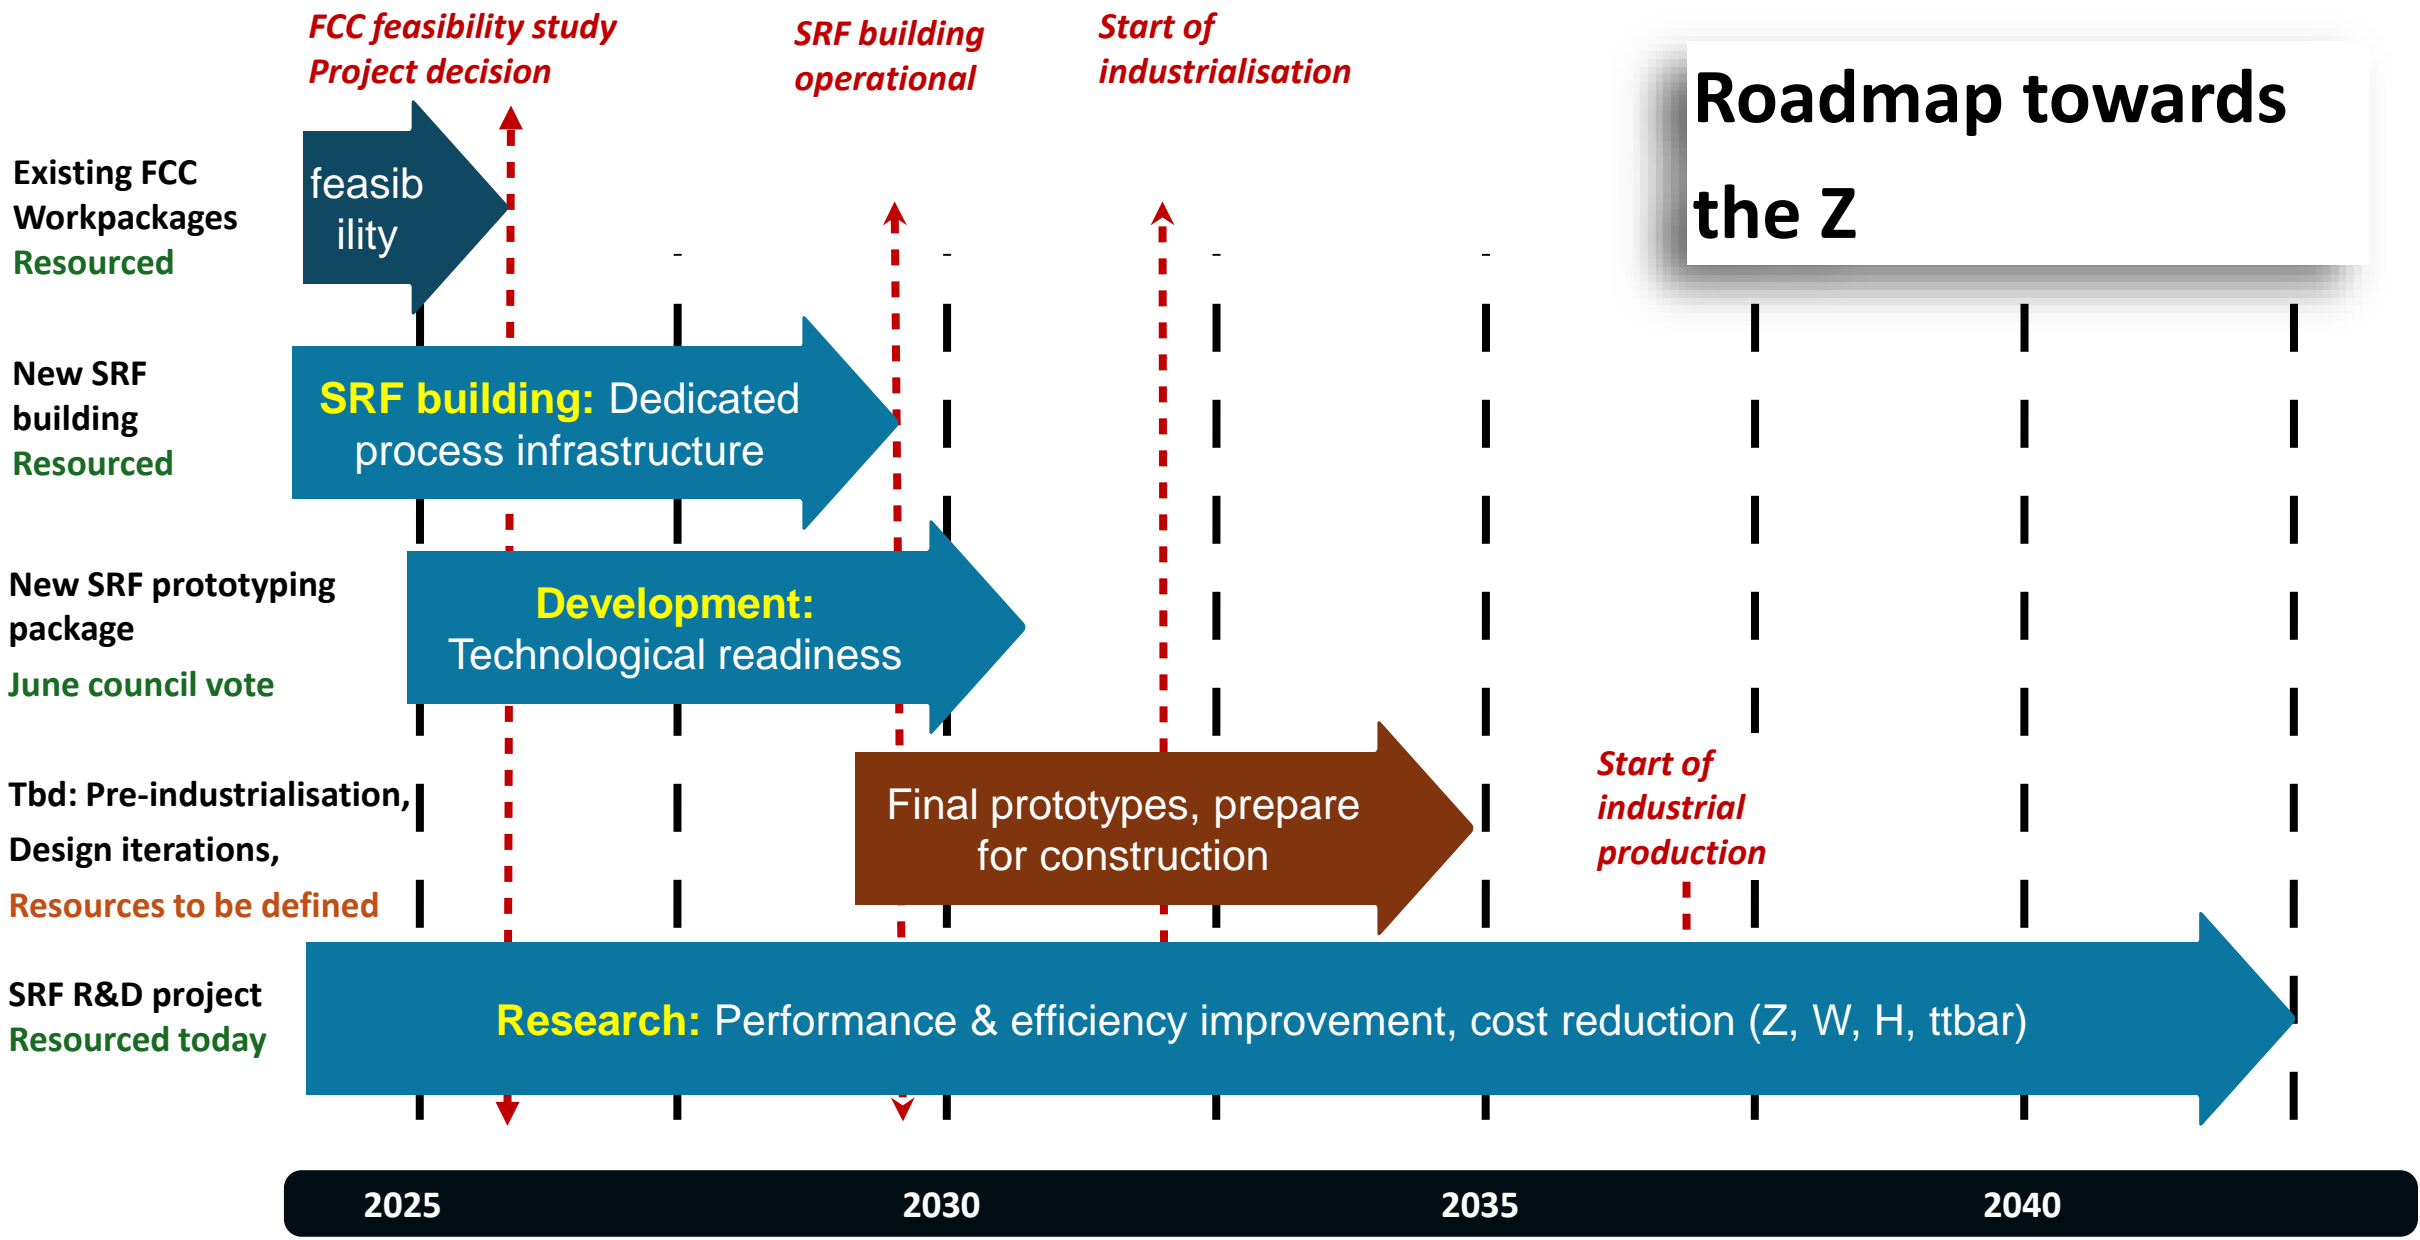 FCC feasibility study
Project decision
SRF building
operational
Start of
industrialisation
Roadmap towards
the Z
Existing FCC
Workpackages
Resourced
feasib
ility
New SRF
building
Resourced
SRF building: Dedicated
process infrastructure
New SRF prototyping
package
June council vote
Development:
Technological readiness
Tbd: Pre-industrialisation,
Design iterations,
Resources to be defined
Final prototypes, prepare
for construction
Start of
industrial
production
SRF R&D project
Resourced today
Research: Performance & efficiency improvement, cost reduction (Z, W, H, ttbar)
2025
2030
2035
2040